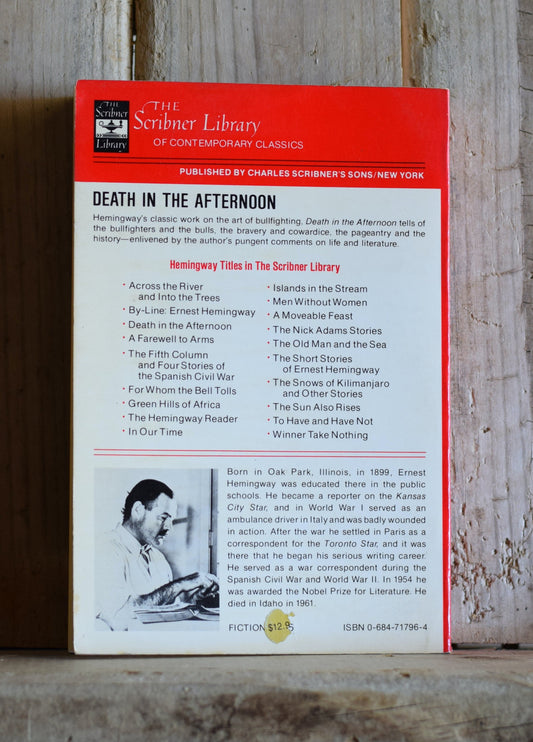 THE
Scribner
Library
THE
Scribner Library
OF CONTEMPORARY CLASSICS
PUBLISHED BY CHARLES SCRIBNER'S SONS/NEW YORK
DEATH IN THE AFTERNOON
Hemingway's classic work on the art of bullfighting, Death in the Afternoon tells of
the bullfighters and the bulls, the bravery and cowardice, the pageantry and the
history—enlivened by the author's pungent comments on life and literature.
Hemingway Titles in The Scribner Library
• Across the River
and Into the Trees
• By-Line: Ernest Hemingway
• Death in the Afternoon
• A Farewell to Arms
• The Fifth Column
and Four Stories of
the Spanish Civil War
• For Whom the Bell Tolls
• Green Hills of Africa
• The Hemingway Reader
• In Our Time
• Islands in the Stream
• Men Without Women
• A Moveable Feast
• The Nick Adams Stories
• The Old Man and the Sea
• The Short Stories
of Ernest Hemingway
• The Snows of Kilimanjaro
and Other Stories
• The Sun Also Rises
• To Have and Have Not
• Winner Take Nothing
Born in Oak Park, Illinois, in 1899, Ernest
Hemingway was educated there in the public
schools. He became a reporter on the Kansas
City Star, and in World War I served as an
ambulance driver in Italy and was badly wounded
in action. After the war he settled in Paris as a
correspondent for the Toronto Star, and it was
there that he began his serious writing career.
He served as a war correspondent during the
Spanish Civil War and World War II. In 1954 he
was awarded the Nobel Prize for Literature. He
died in Idaho in 1961.
FICTION
ISBN 0-684-71796-4